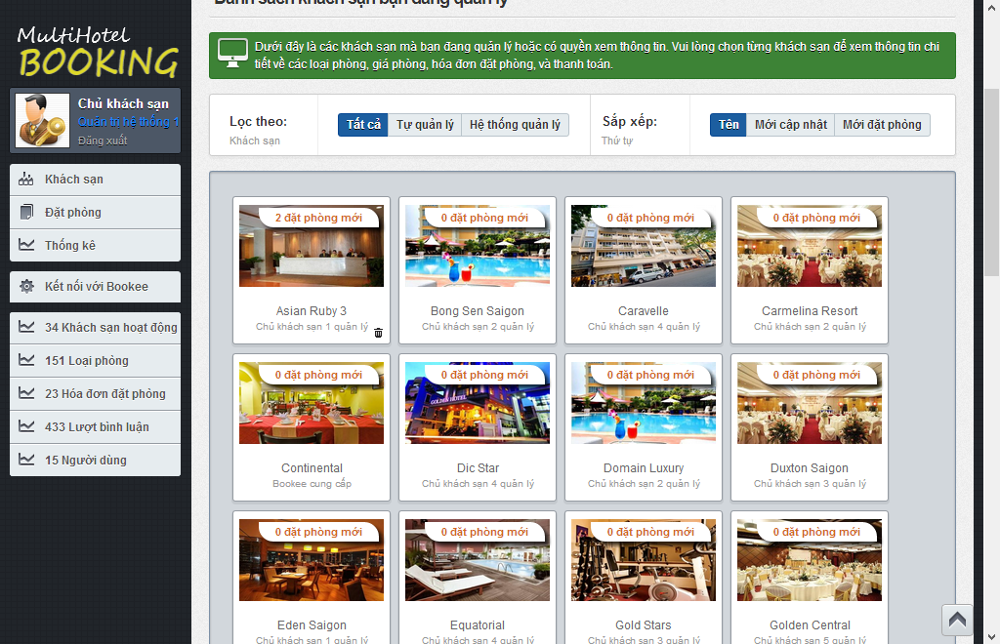 Danh sách khách sạn bạn đang quản lý
MultiHotel
BOOKING
Chủ khách sạn
Quản trị hệ thống 1
Đăng xuất
Khách sạn
Đặt phòng
Thống kê
Kết nối với Bookee
34 Khách sạn hoạt động
151 Loại phòng
23 Hóa đơn đặt phòng
433 Lượt bình luận
15 Người dùng
Dưới đây là các khách sạn mà bạn đang quản lý hoặc có quyền xem thông tin. Vui lòng chọn từng khách sạn để xem thông tin chi
tiết về các loại phòng, giá phòng, hóa đơn đặt phòng, và thanh toán.
Lọc theo:
Khách sạn
Tất cả Tự quản lý Hệ thống quản lý
Sắp xếp:
Thứ tự
Tên Mới cập nhật Mới đặt phòng
2 đặt phòng mới
Asian Ruby 3
Chủ khách sạn 1 quản lý
0 đặt phòng mới
Bong Sen Saigon
Chủ khách sạn 2 quản lý
0 đặt phòng mới
Caravelle
Chủ khách sạn 4 quản lý
0 đặt phòng mới
Carmelina Resort
Chủ khách sạn 2 quản lý
0 đặt phòng mới
Continental
Bookee cung cấp
0 đặt phòng mới
GOLDEN HOTEL
Dic Star
Chủ khách sạn 4 quản lý
0 đặt phòng mới
Domain Luxury
Chủ khách sạn 2 quản lý
0 đặt phòng mới
Duxton Saigon
Chủ khách sạn 3 quản lý
0 đặt phòng mới
Eden Saigon
Chủ khách sạn 1 quản lý
0 đặt phòng mới
Equatorial
Chủ khách sạn 4 quản lý
0 đặt phòng mới
Gold Stars
Chủ khách sạn 3 quản lý
0 đặt phòng mới
Golden Central
Chủ khách sạn 5 quản lý